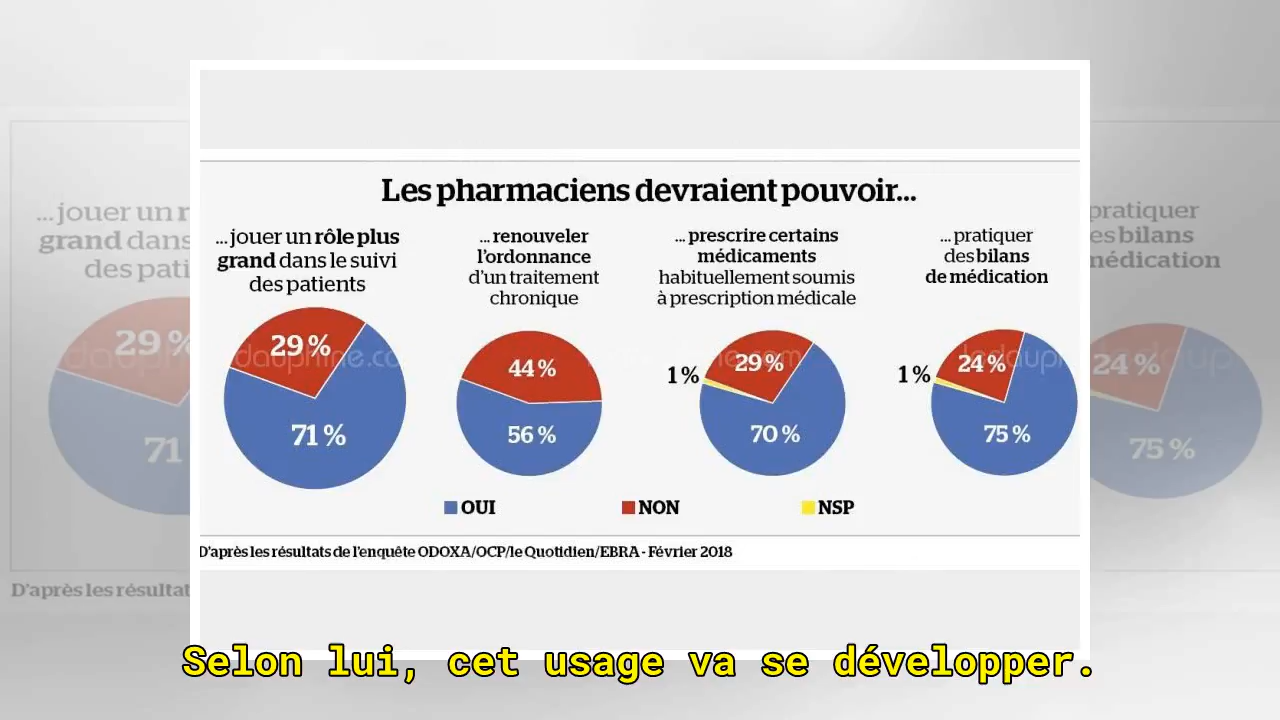 Les pharmaciens devraient pouvoir...
...jouer un rôle plus
grand dans le suivi
des patients
29 %
71 %
...renouveler
l'ordonnance
d'un traitement
chronique
44 %
56 %
...prescrire certains
médicaments
habituellement soumis
à prescription médicale
1 %
29 %
70 %
...pratiquer
des bilans
de médication
1 %
24 %
75 %
OUI
NON
NSP
D'après les résultats de l'enquête ODOXA/OCP/le Quotidien/EBRA - Février 2018
Selon lui, cet usage va se développer.